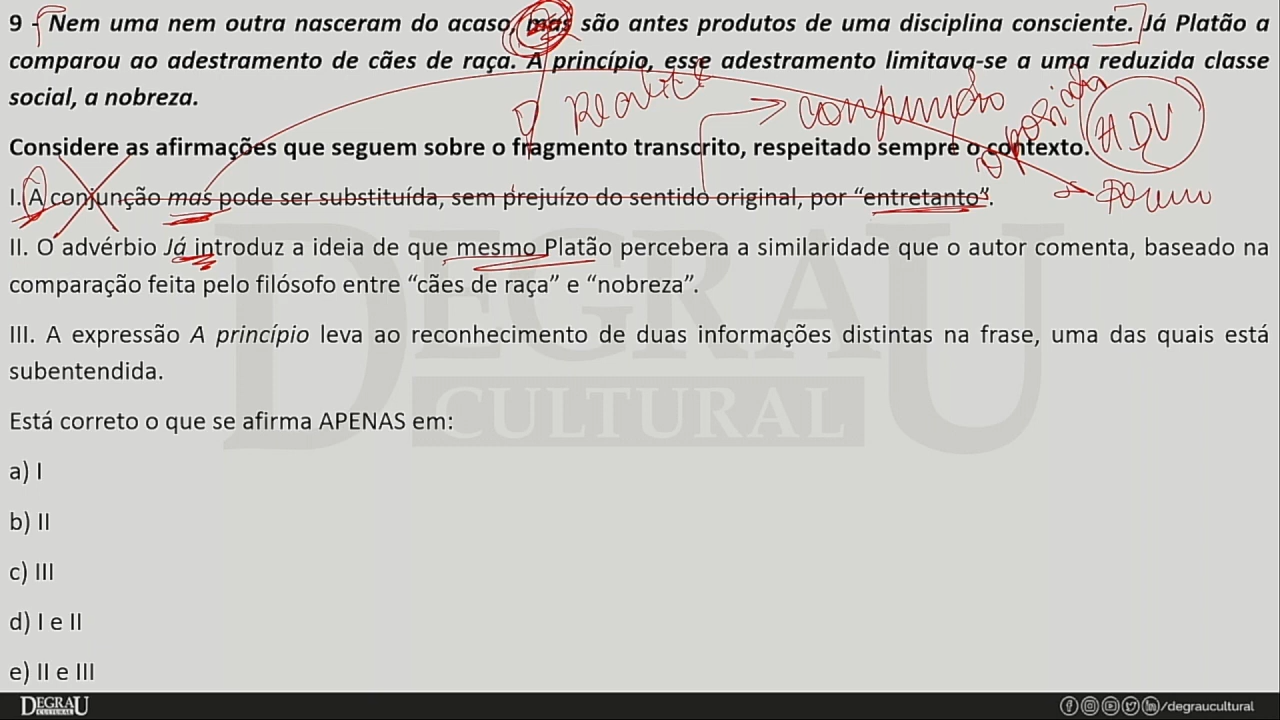 9 - Nem uma nem outra nasceram do acaso, mas são antes produtos de uma disciplina consciente. Já Platão a
comparou ao adestramento de cães de raça. A princípio, esse adestramento limitava-se a uma reduzida classe
social, a nobreza.
Realce
conjunção
oposição
ADV
Considere as afirmações que seguem sobre o fragmento transcrito, respeitado sempre o contexto.
I. A conjunção mas pode ser substituída, sem prejuízo do sentido original, por “entretanto”.
II. O advérbio Já introduz a ideia de que mesmo Platão percebera a similaridade que o autor comenta, baseado na
comparação feita pelo filósofo entre “cães de raça” e “nobreza”.
III. A expressão A princípio leva ao reconhecimento de duas informações distintas na frase, uma das quais está
subentendida.
Está correto o que se afirma APENAS em:
a) I
b) II
c) III
d) I e II
e) II e III
DEGRAU
CULTURAL
DEGRAU
CULTURAL
/degraucultural